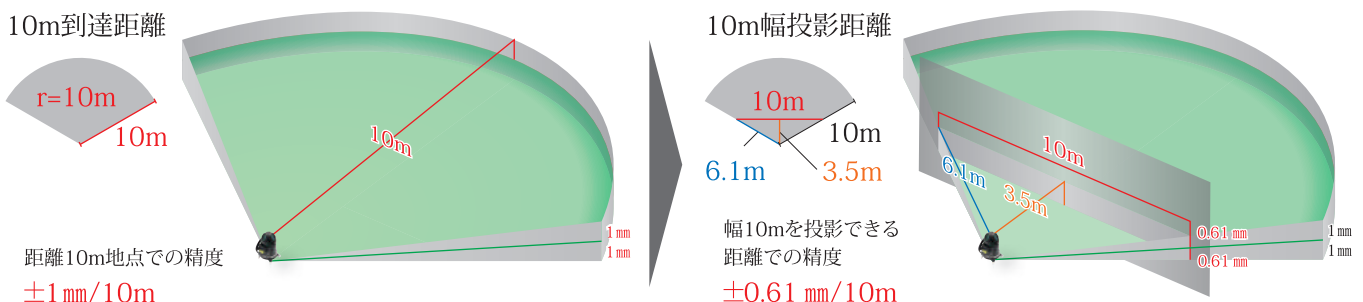 10m到達距離
r=10m
10m
10m
1㎜
1㎜
距離10m地点での精度
±1㎜/10m
10m幅投影距離
10m
10m
6.1m
3.5m
10m
6.1m
3.5m
0.61㎜
0.61㎜
1㎜
1㎜
幅10mを投影できる
距離での精度
±0.61㎜/10m